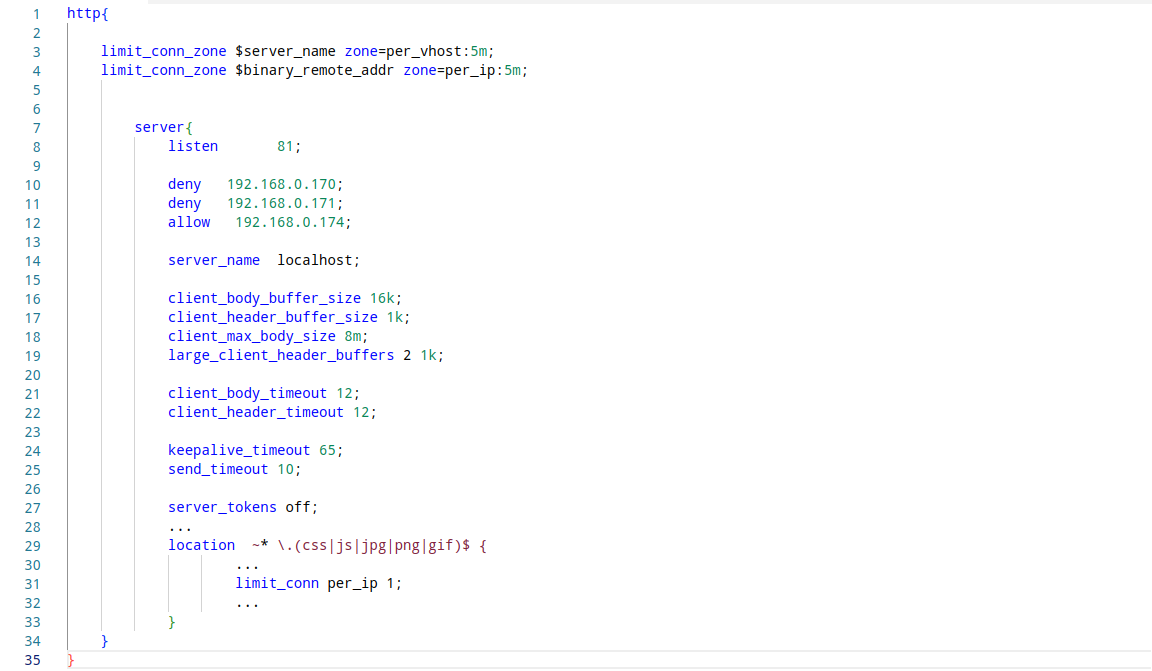 1 http{
2
3 limit_conn_zone $server_name zone=per_vhost:5m;
4 limit_conn_zone $binary_remote_addr zone=per_ip:5m;
5
6
7 server{
8 listen 81;
9
10 deny 192.168.0.170;
11 deny 192.168.0.171;
12 allow 192.168.0.174;
13
14 server_name localhost;
15
16 client_body_buffer_size 16k;
17 client_header_buffer_size 1k;
18 client_max_body_size 8m;
19 large_client_header_buffers 2 1k;
20
21 client_body_timeout 12;
22 client_header_timeout 12;
23
24 keepalive_timeout 65;
25 send_timeout 10;
26
27 server_tokens off;
28 ...
29 location ~* \.(css|js|jpg|png|gif)$ {
30 ...
31 limit_conn per_ip 1;
32 ...
33 }
34 }
35 }